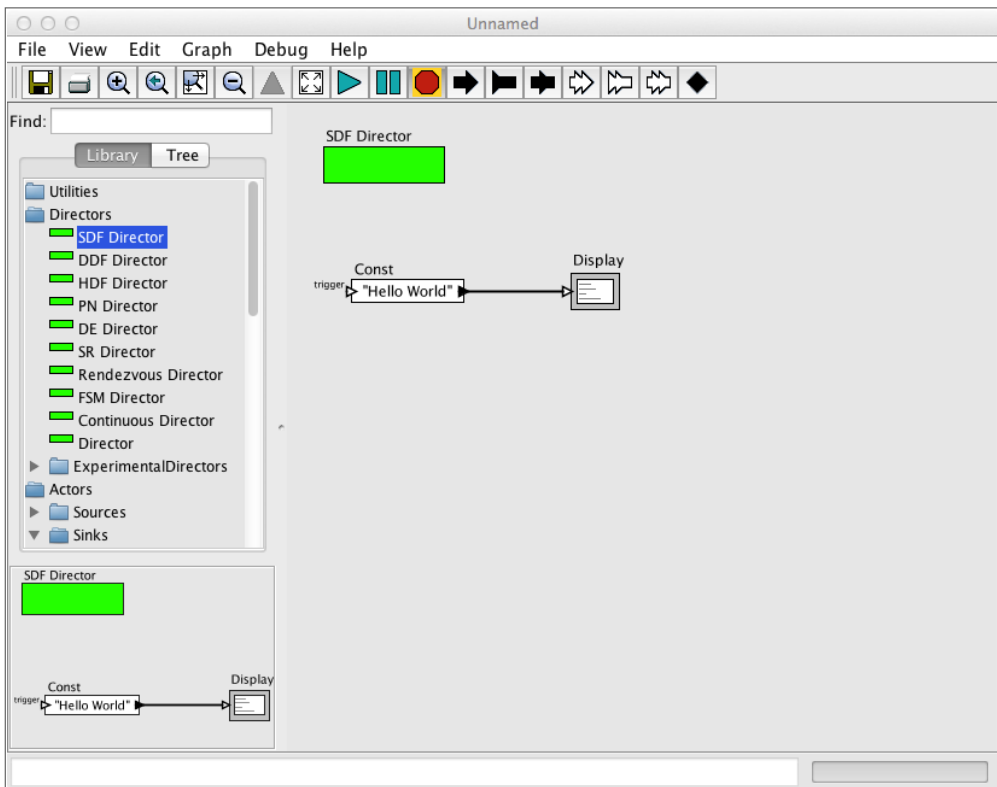 Unnamed
File View Edit Graph Debug Help
Find:
Library Tree
Utilities
Directors
SDF Director
DDF Director
HDF Director
PN Director
DE Director
SR Director
Rendezvous Director
FSM Director
Continuous Director
Director
ExperimentalDirectors
Actors
Sources
Sinks
SDF Director
Const
Display
trigger
"Hello World"
SDF Director
Const
Display
trigger
"Hello World"